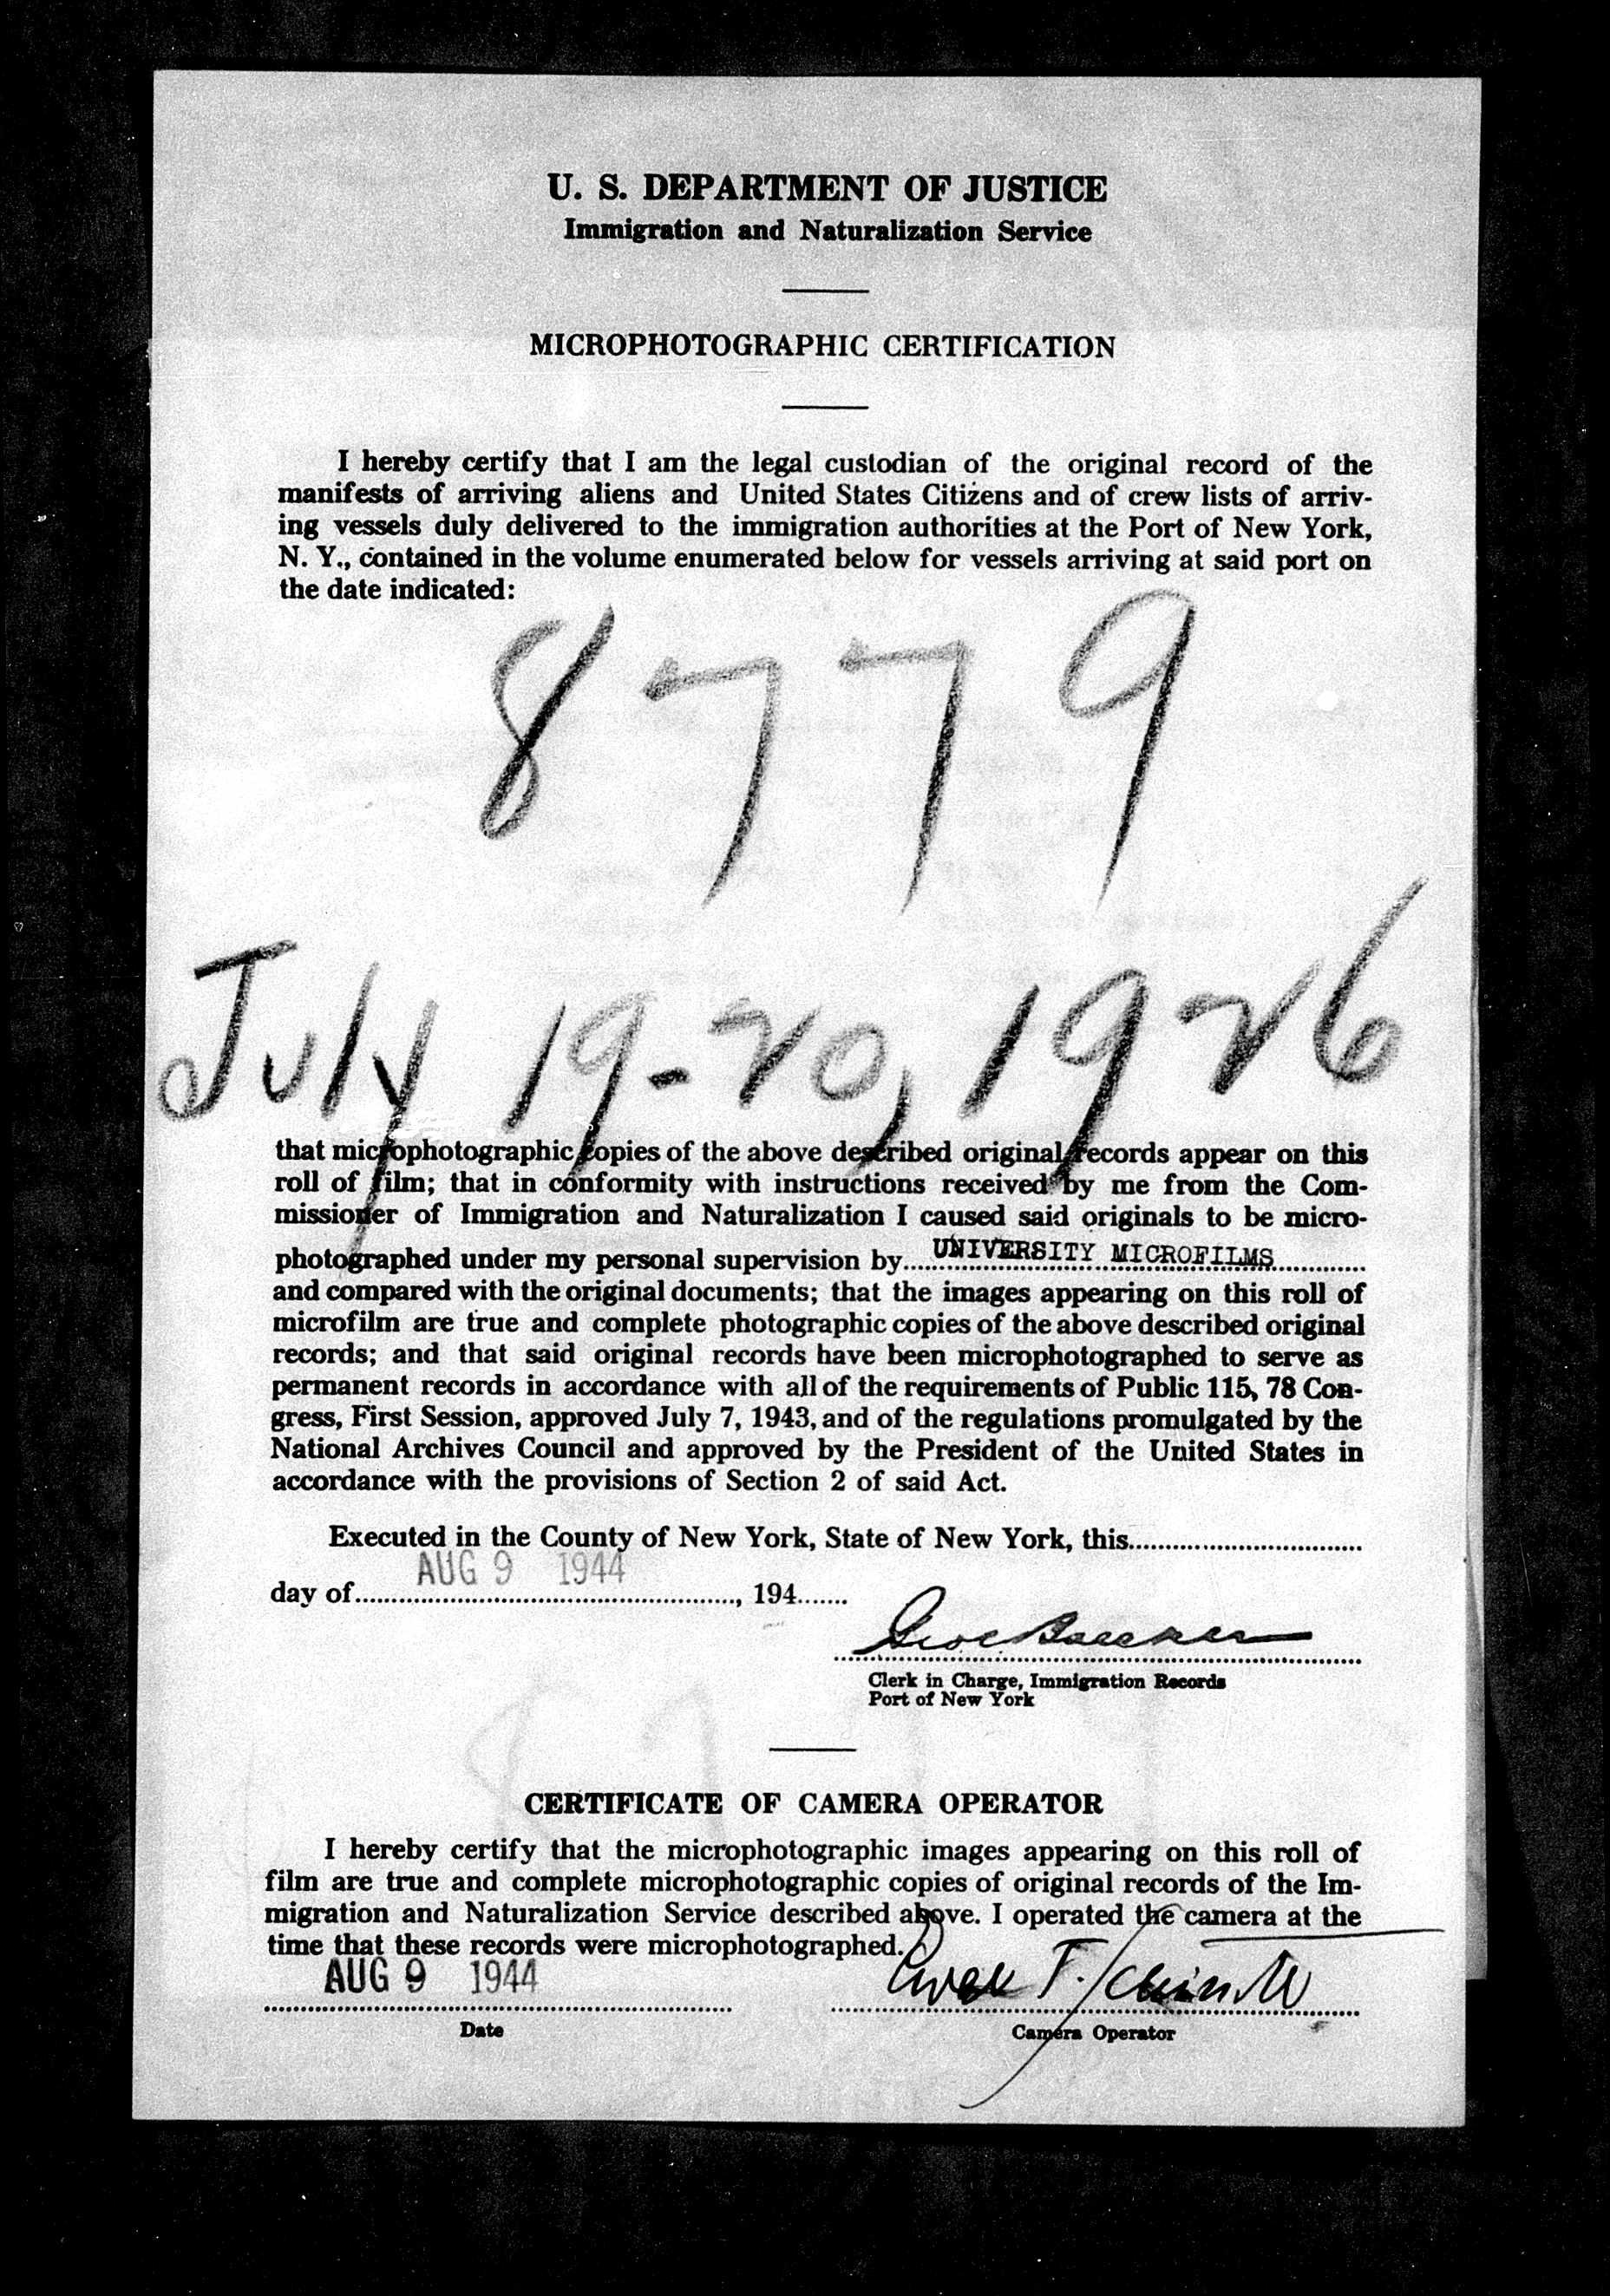 U. S. DEPARTMENT OF JUSTICE
Immigration and Naturalization Service
MICROPHOTOGRAPHIC CERTIFICATION
I hereby certify that I am the legal custodian of the original record of the
manifests of arriving aliens and United States Citizens and of crew lists of arriv-
ing vessels duly delivered to the immigration authorities at the Port of New York,
N. Y., contained in the volume enumerated below for vessels arriving at said port on
the date indicated:
8779
July 19-20, 1926
that microphotographic copies of the above described original records appear on this
roll of film; that in conformity with instructions received by me from the Com-
missioner of Immigration and Naturalization I caused said originals to be micro-
photographed under my personal supervision by UNIVERSITY MICROFILMS
and compared with the original documents; that the images appearing on this roll of
microfilm are true and complete photographic copies of the above described original
records; and that said original records have been microphotographed to serve as
permanent records in accordance with all of the requirements of Public 115, 78 Con-
gress, First Session, approved July 7, 1943, and of the regulations promulgated by the
National Archives Council and approved by the President of the United States in
accordance with the provisions of Section 2 of said Act.
Executed in the County of New York, State of New York, this
AUG 9 1944
day of , 194
Clerk in Charge, Immigration Records
Port of New York
CERTIFICATE OF CAMERA OPERATOR
I hereby certify that the microphotographic images appearing on this roll of
film are true and complete microphotographic copies of original records of the Im-
migration and Naturalization Service described above. I operated the camera at the
time that these records were microphotographed.
AUG 9 1944
Date
Camera Operator